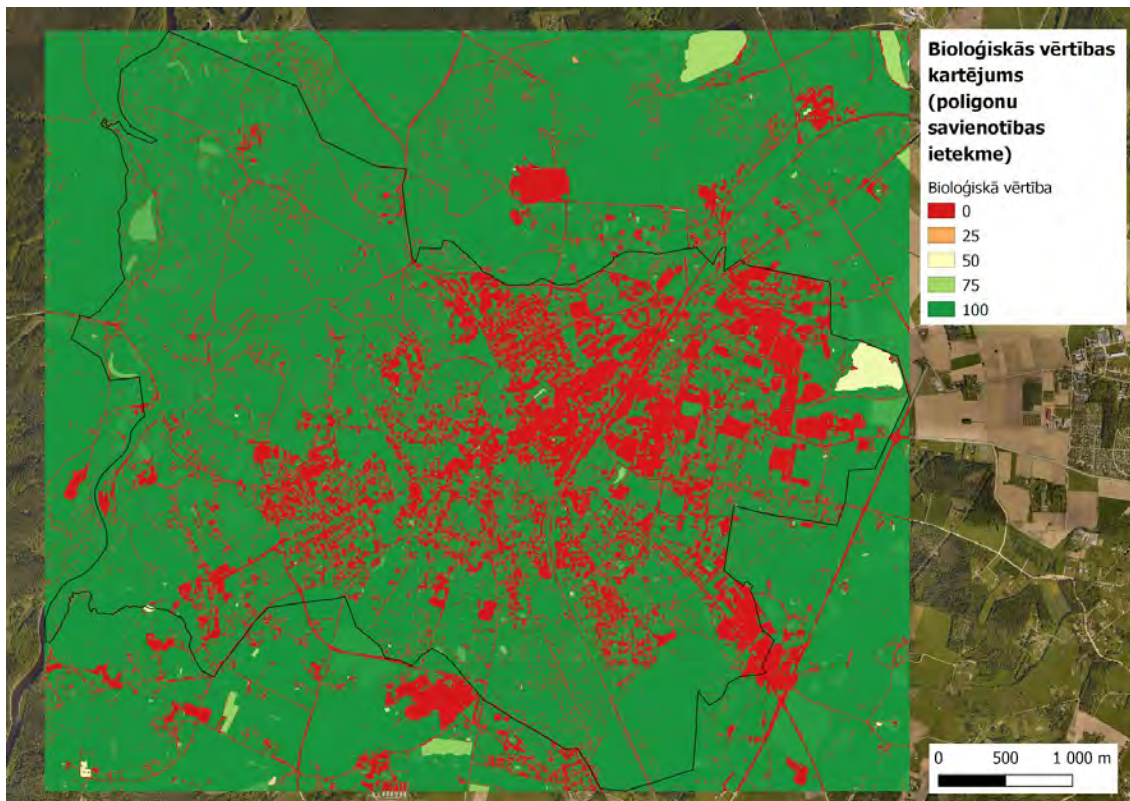 Bioloģiskās vērtības
kartējums
(poligonu
savienotības
ietekme)
Bioloģiskā vērtība
0
25
50
75
100
0 500 1 000 m